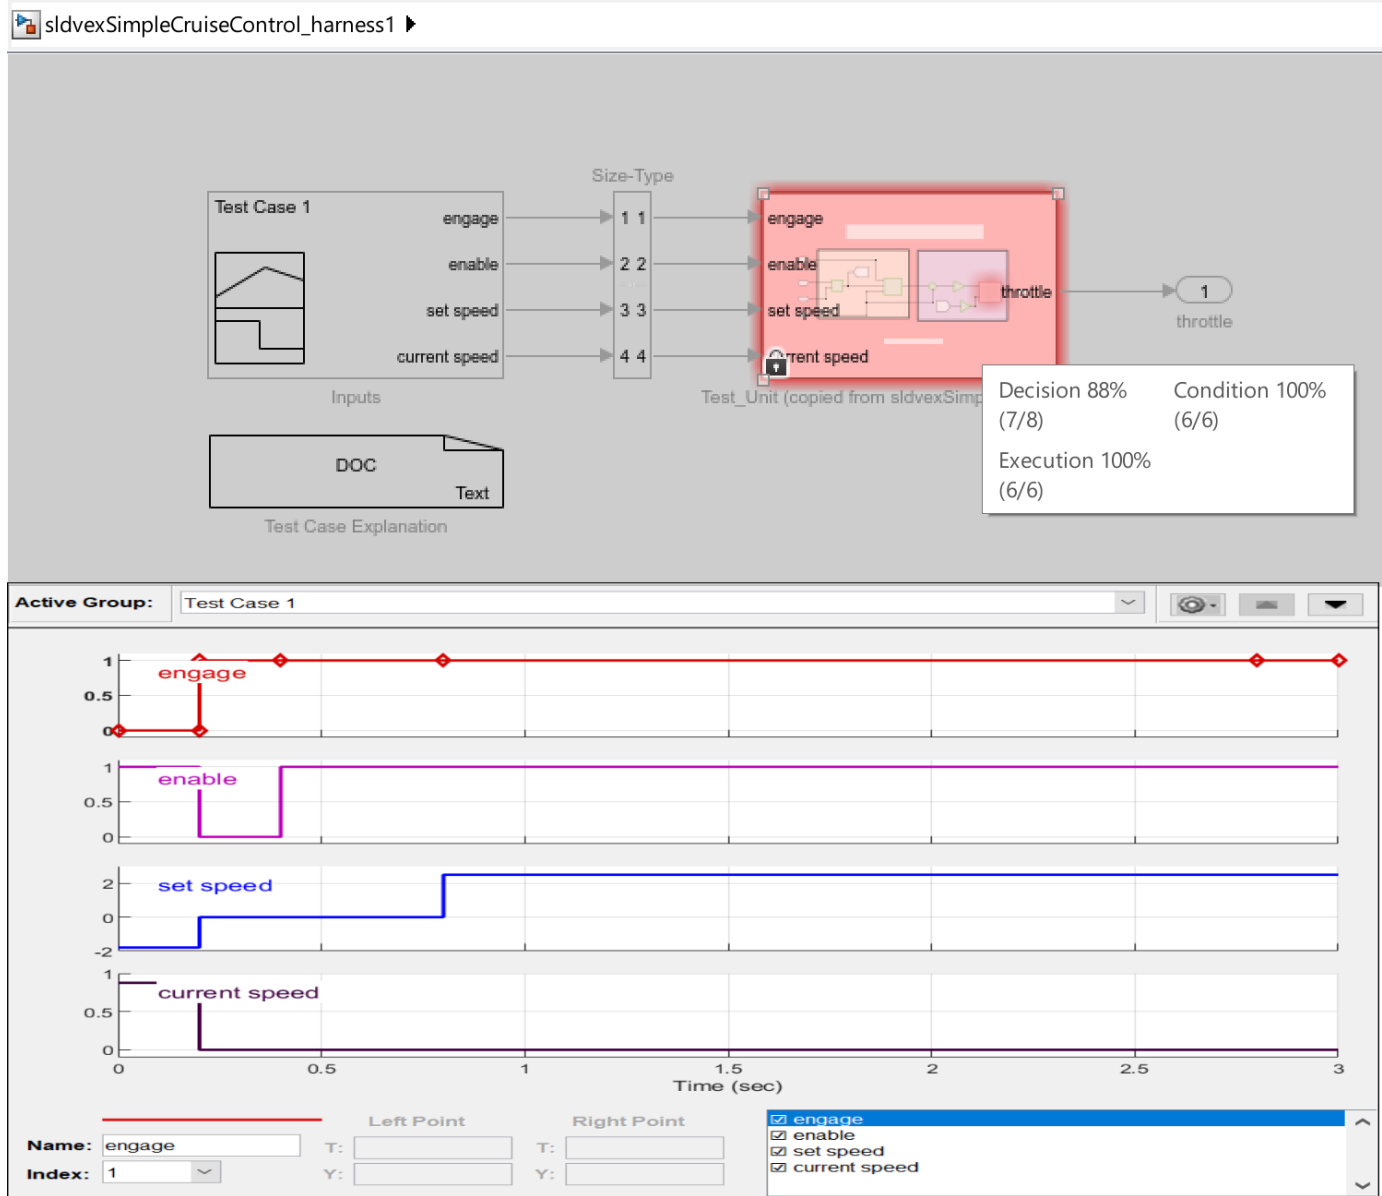 sldvexSimpleCruiseControl_harness1
Size-Type
Test Case 1
engage
enable
set speed
current speed
Inputs
1 1
2 2
3 3
4 4
engage
enable
set speed
throttle
Test_Unit (copied from sldvexSimp
1
throttle
Decision 88%
(7/8)
Condition 100%
(6/6)
Execution 100%
(6/6)
DOC
Text
Test Case Explanation
Active Group:
Test Case 1
1
0.5
0
engage
1
0.5
0
enable
2
0
-2
set speed
1
0.5
0
current speed
0 0.5 1 1.5 2 2.5 3
Time (sec)
Left Point
Right Point
Name: engage
T:
T:
Index: 1
Y:
Y:
engage
enable
set speed
current speed